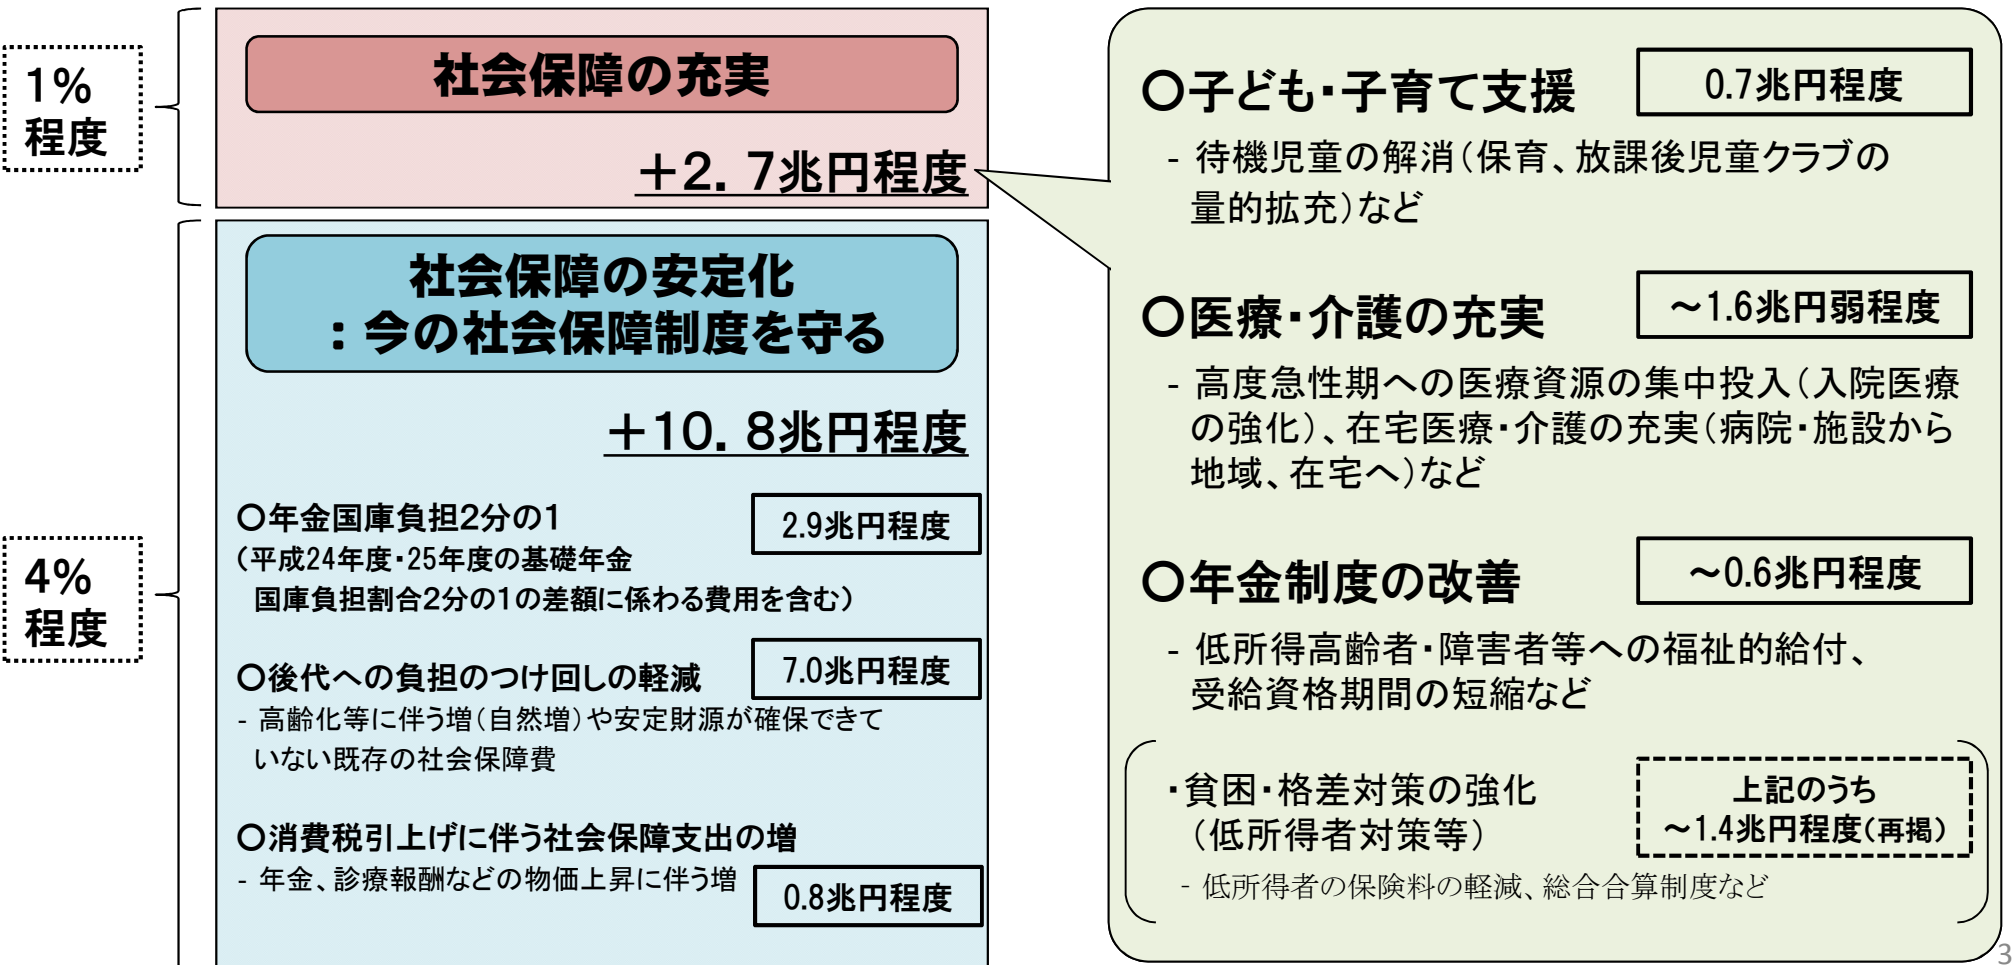 1%
程度
社会保障の充実
＋2．7兆円程度
社会保障の安定化
：今の社会保障制度を守る
＋10．8兆円程度
4%
程度
○年金国庫負担2分の1
2.9兆円程度
（平成24年度・25年度の基礎年金
国庫負担割合2分の1の差額に係わる費用を含む）
○後代への負担のつけ回しの軽減
7.0兆円程度
- 高齢化等に伴う増（自然増）や安定財源が確保できて
いない既存の社会保障費
○消費税引上げに伴う社会保障支出の増
- 年金、診療報酬などの物価上昇に伴う増
0.8兆円程度
○子ども・子育て支援
0.7兆円程度
- 待機児童の解消（保育、放課後児童クラブの
量的拡充）など
○医療・介護の充実
～1.6兆円弱程度
- 高度急性期への医療資源の集中投入（入院医療
の強化）、在宅医療・介護の充実（病院・施設から
地域、在宅へ）など
○年金制度の改善
～0.6兆円程度
- 低所得高齢者・障害者等への福祉的給付、
受給資格期間の短縮など
・貧困・格差対策の強化
（低所得者対策等）
上記のうち
～1.4兆円程度（再掲）
- 低所得者の保険料の軽減、総合合算制度など
3